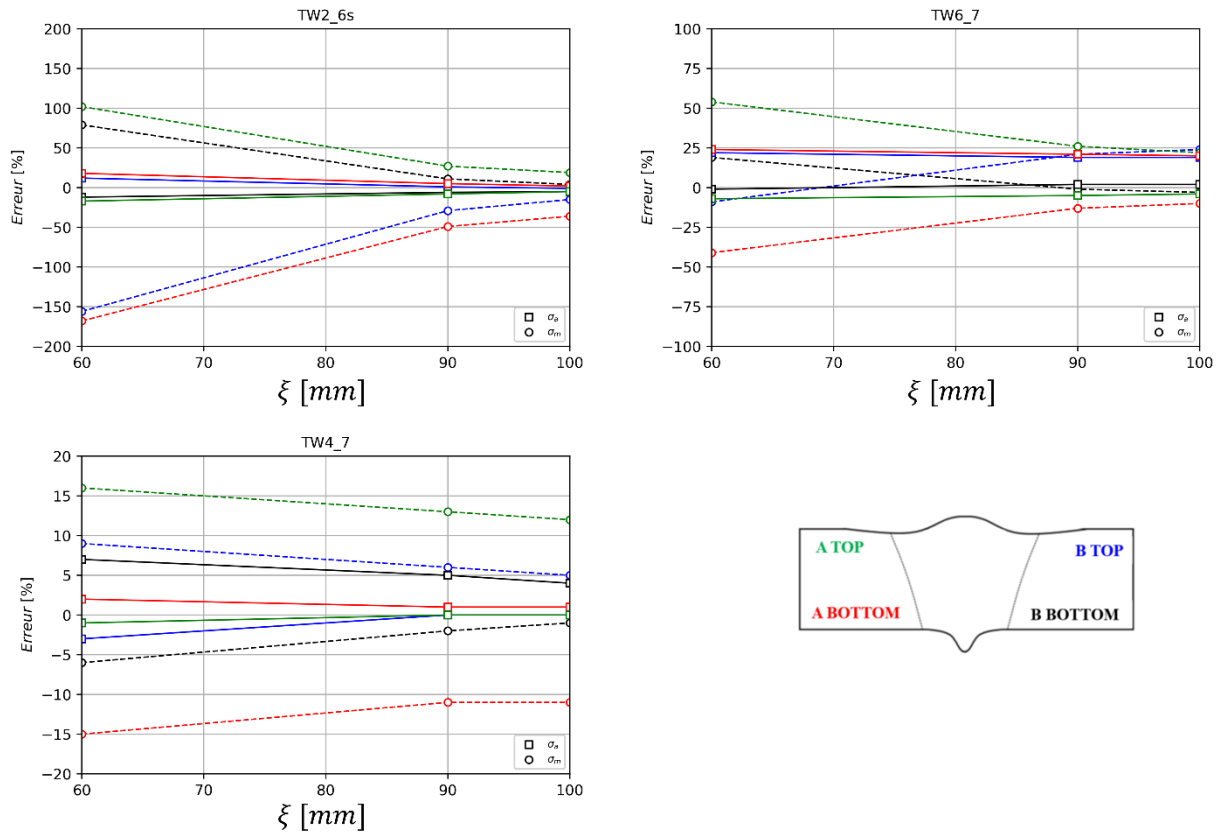 TW2_6s
200
150
100
50
0
−50
−100
−150
−200
Erreur [%]
60 70 80 90 100
ξ [mm]
σa
σm
TW6_7
100
75
50
25
0
−25
−50
−75
−100
Erreur [%]
60 70 80 90 100
ξ [mm]
σa
σm
TW4_7
20
15
10
5
0
−5
−10
−15
−20
Erreur [%]
60 70 80 90 100
ξ [mm]
σa
σm
A TOP B TOP
A BOTTOM B BOTTOM